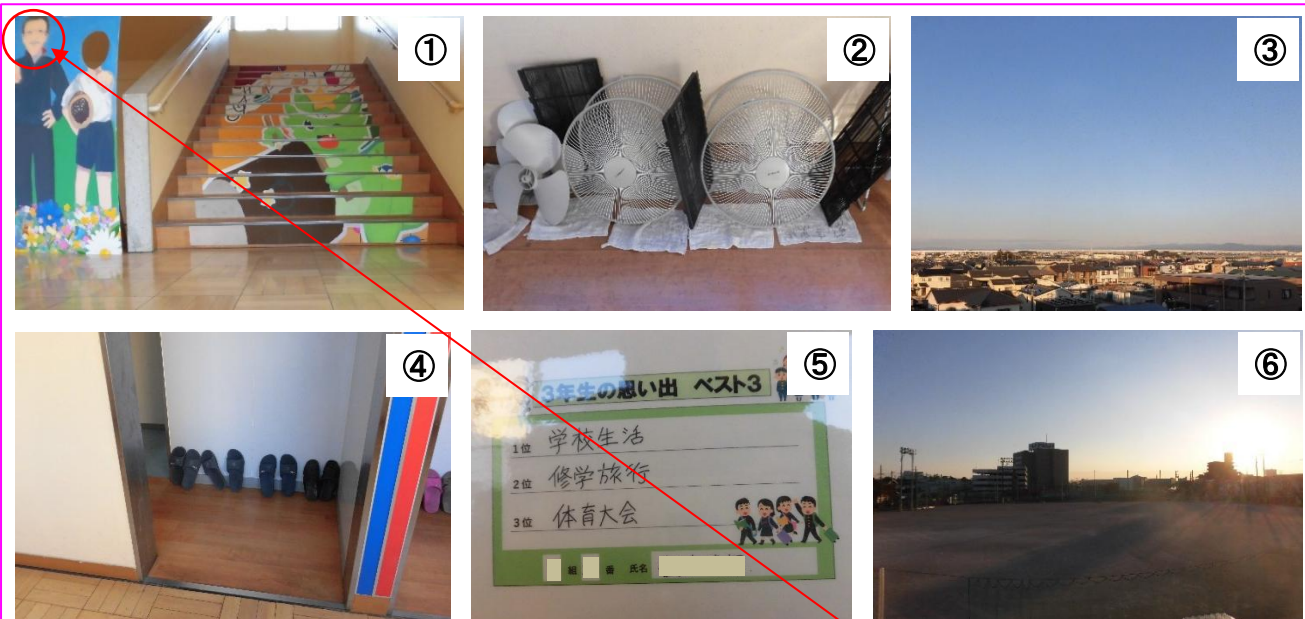 ①
②
③
④
⑤
⑥
3年生の思い出 ベスト3
1位 学校生活
2位 修学旅行
3位 体育大会
組 番 氏名